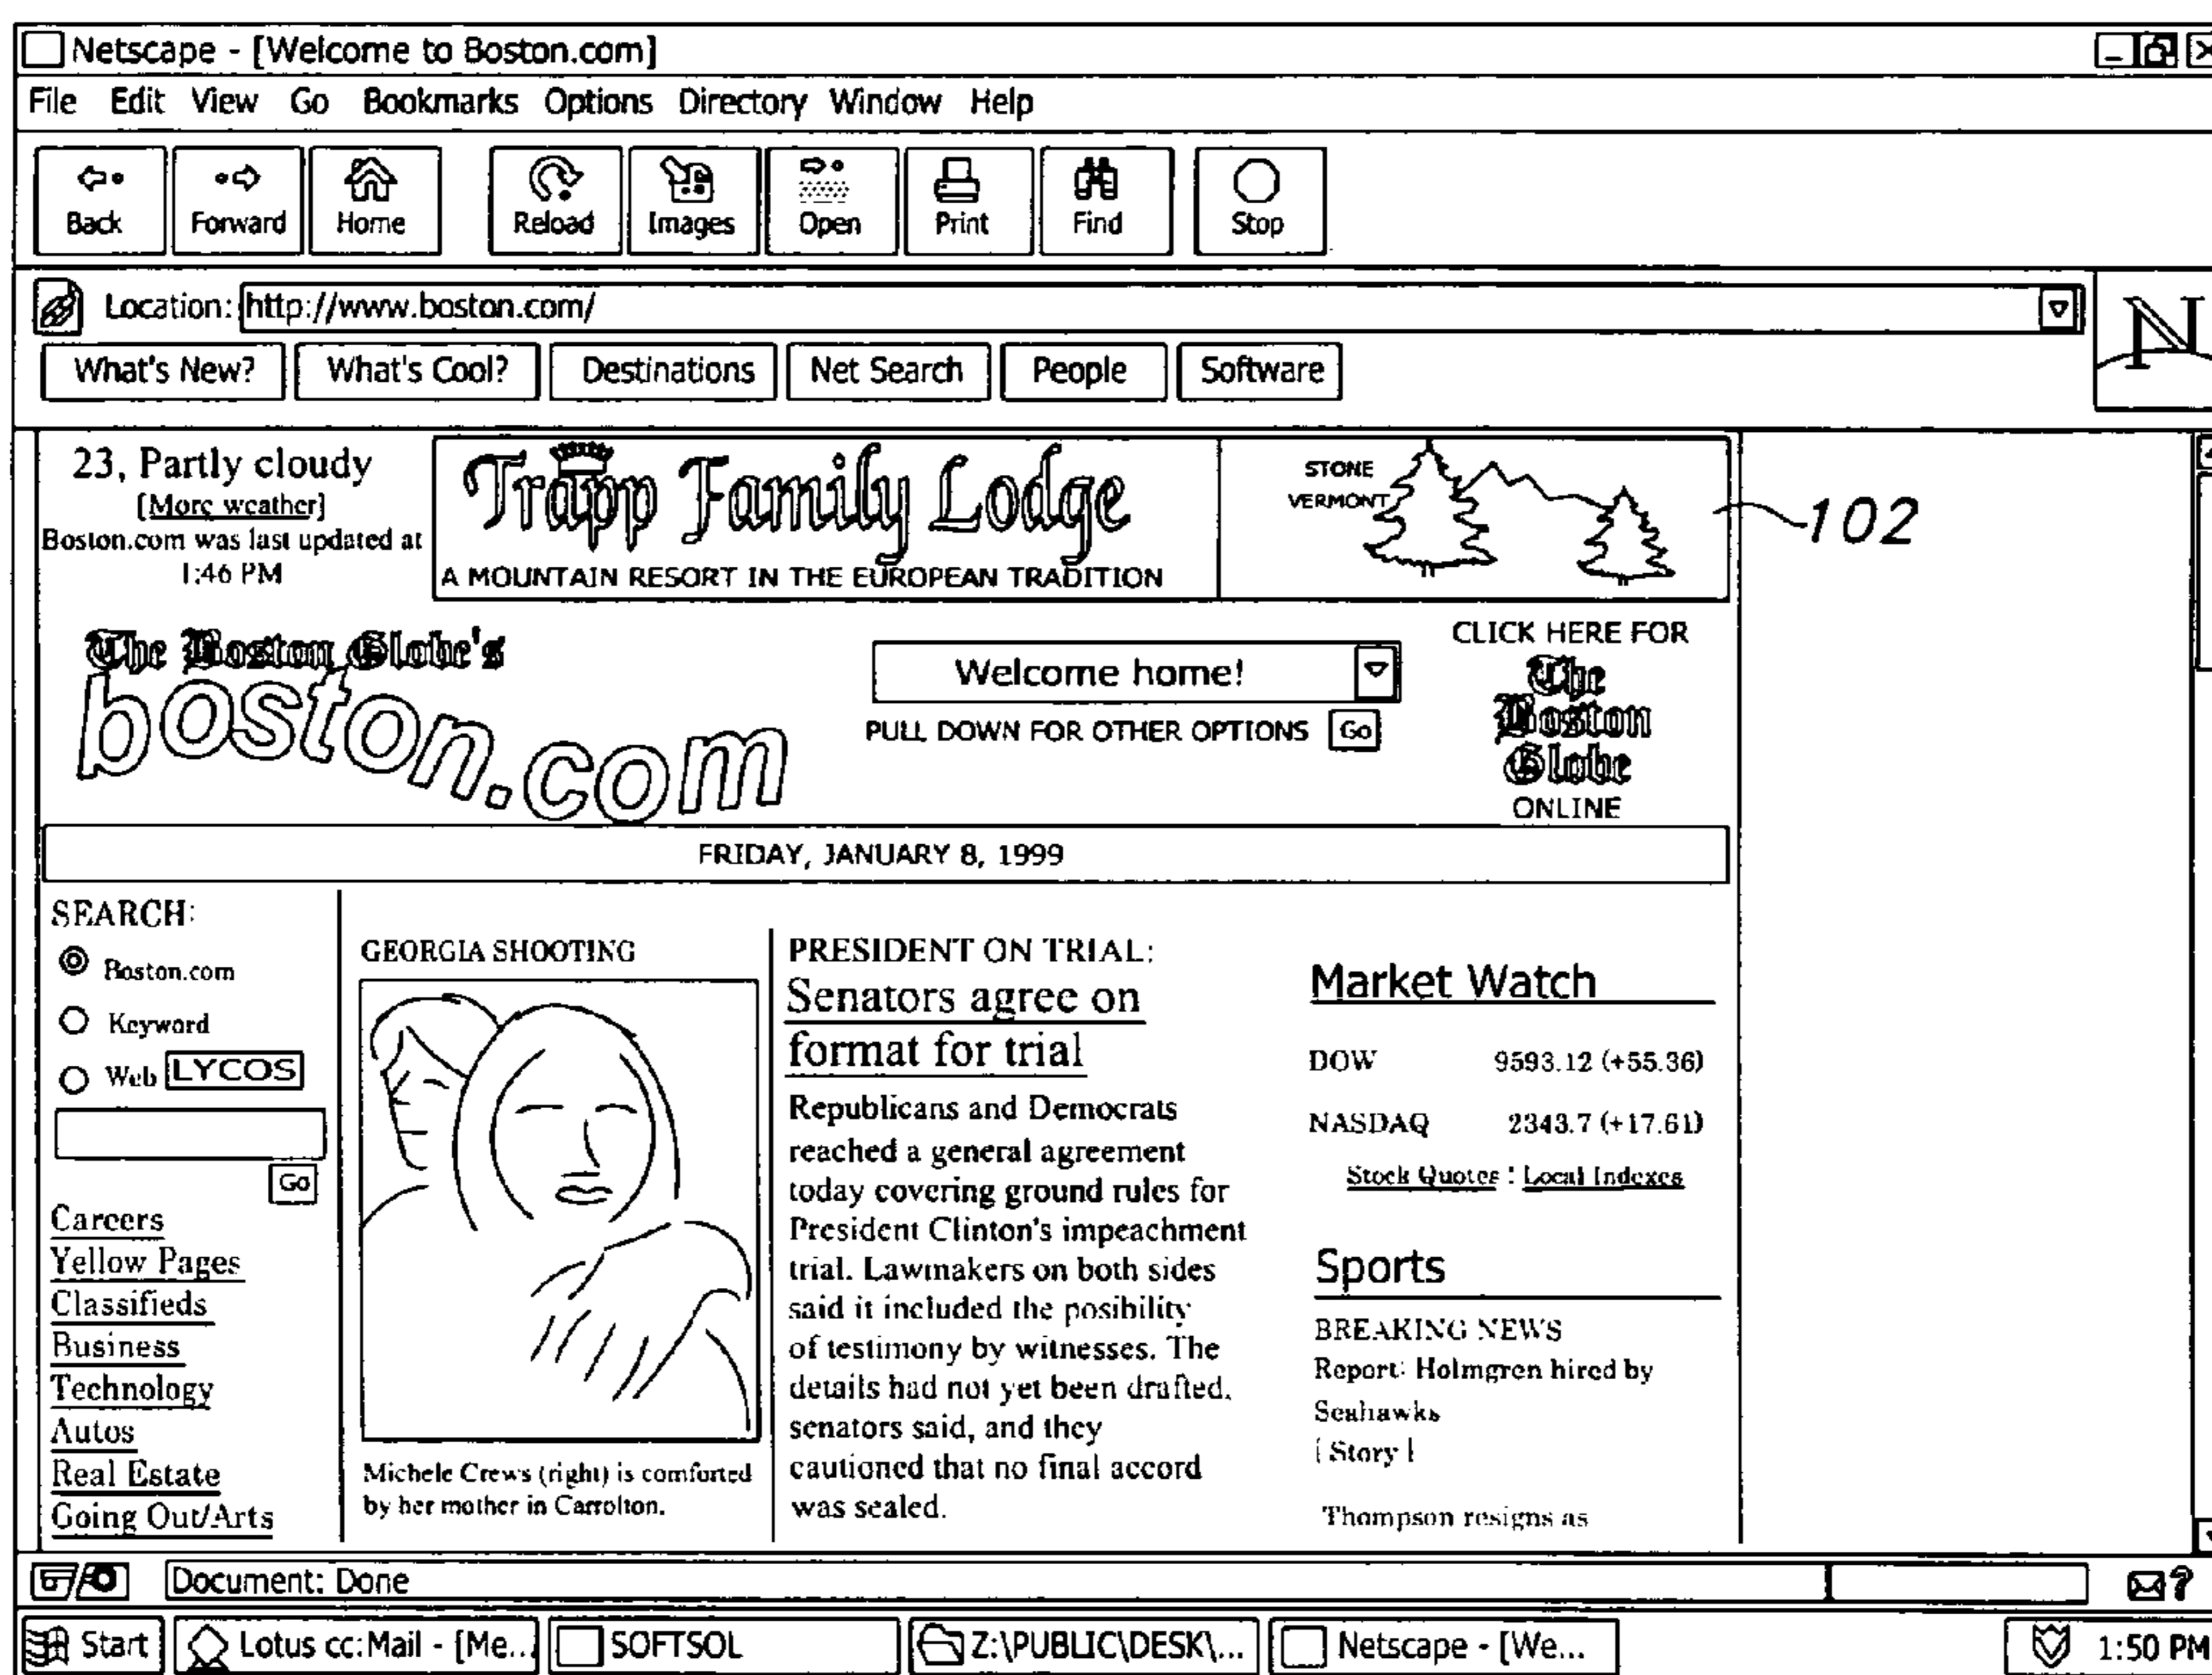 Netscape - [Welcome to Boston.com]
File Edit View Go Bookmarks Options Directory Window Help
Back Forward Home Reload Images Open Print Find Stop
Location: http://www.boston.com/
N
What's New? What's Cool? Destinations Net Search People Software
23, Partly cloudy
[More weather]
Boston.com was last updated at
1:46 PM
Trapp Family Lodge
A MOUNTAIN RESORT IN THE EUROPEAN TRADITION
STONE
VERMONT
102
The Boston Globe's
boston.com
Welcome home!
PULL DOWN FOR OTHER OPTIONS Go
CLICK HERE FOR
The
Boston
Globe
ONLINE
FRIDAY, JANUARY 8, 1999
SEARCH:
Boston.com
Keyword
Web LYCOS
Go
Careers
Yellow Pages
Classifieds
Business
Technology
Autos
Real Estate
Going Out/Arts
GEORGIA SHOOTING
Michele Crews (right) is comforted
by her mother in Carrolton.
PRESIDENT ON TRIAL:
Senators agree on
format for trial
Republicans and Democrats
reached a general agreement
today covering ground rules for
President Clinton's impeachment
trial. Lawmakers on both sides
said it included the posibility
of testimony by witnesses. The
details had not yet been drafted,
senators said, and they
cautioned that no final accord
was sealed.
Market Watch
DOW 9593.12 (+55.36)
NASDAQ 2343.7 (+17.61)
Stock Quotes : Local Indexes
Sports
BREAKING NEWS
Report: Holmgren hired by
Seahawks
[ Story ]
Thompson resigns as
Document: Done
Start Lotus cc:Mail - [Me... SOFTSOL Z:\PUBLIC\DESK\... Netscape - [We... 1:50 PM